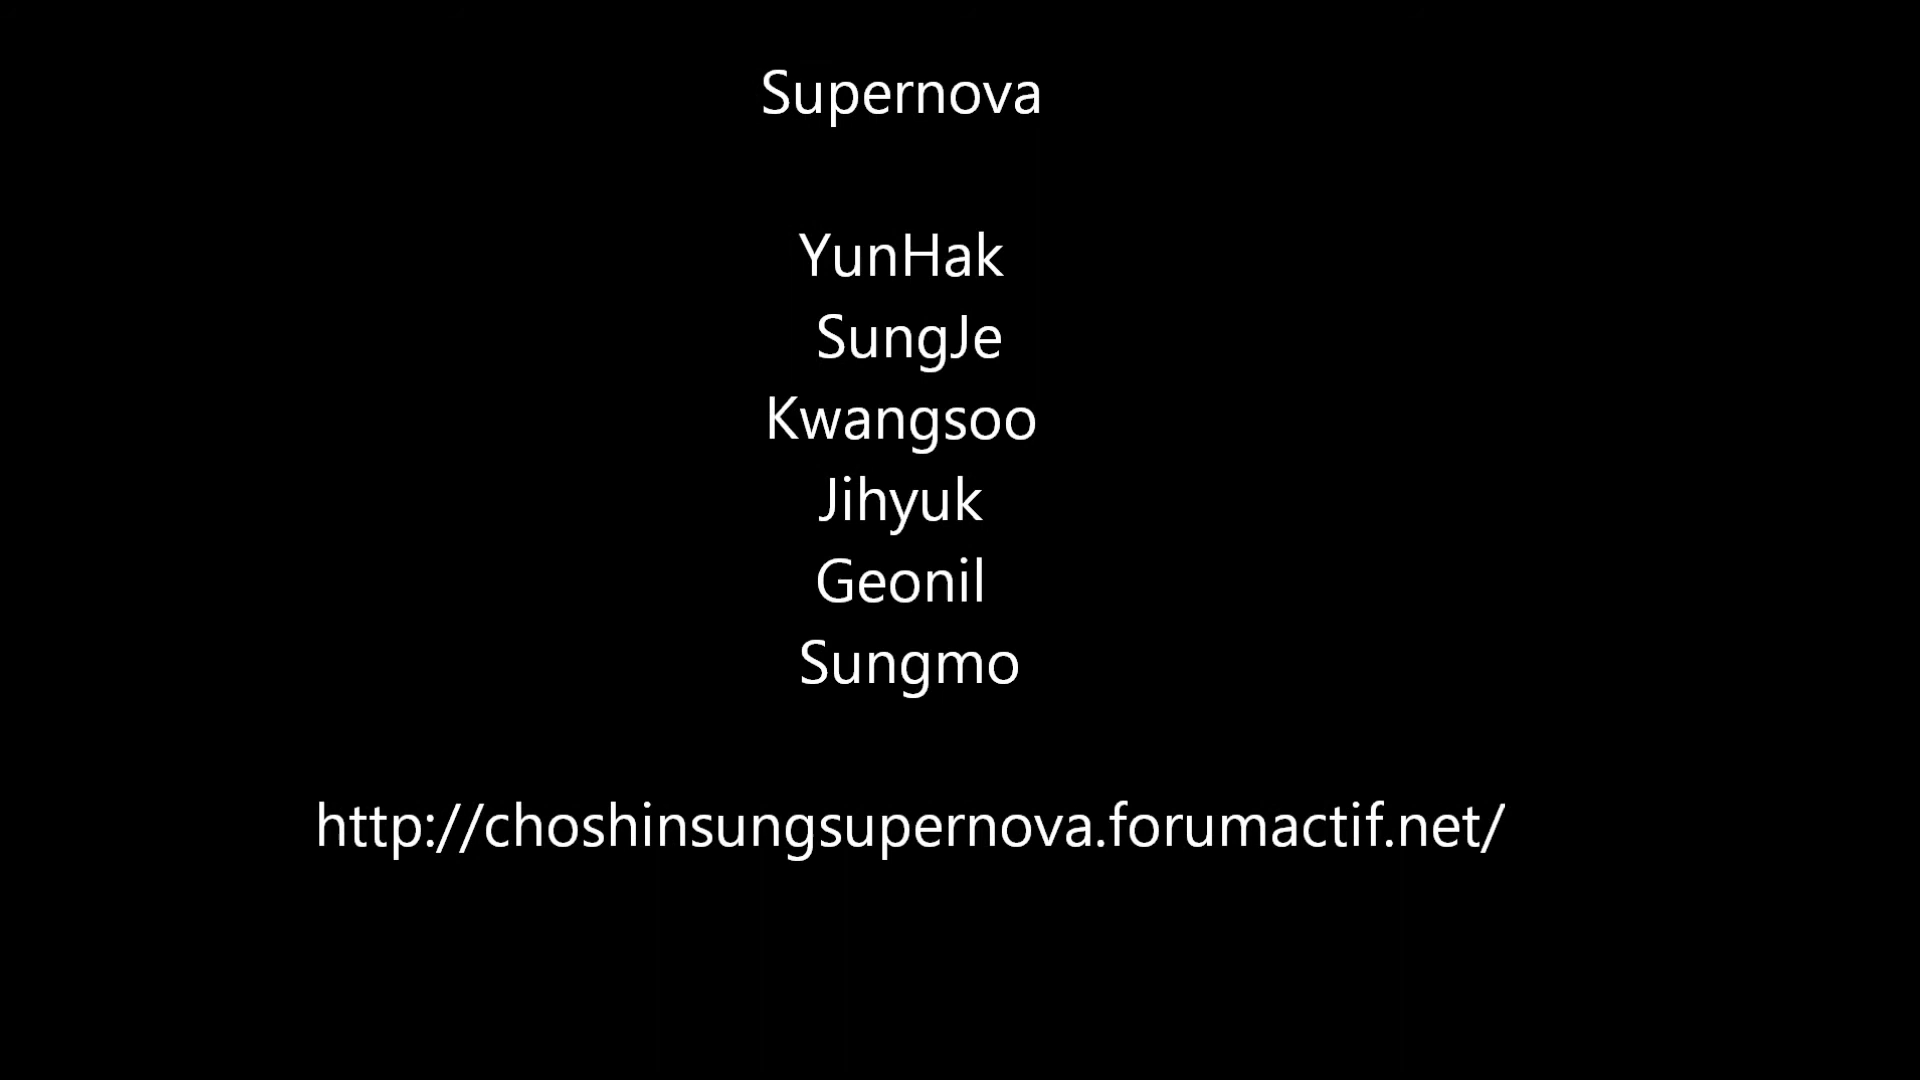 Supernova
YunHak
SungJe
Kwangsoo
Jihyuk
Geonil
Sungmo
http://choshinsungsupernova.forumactif.net/